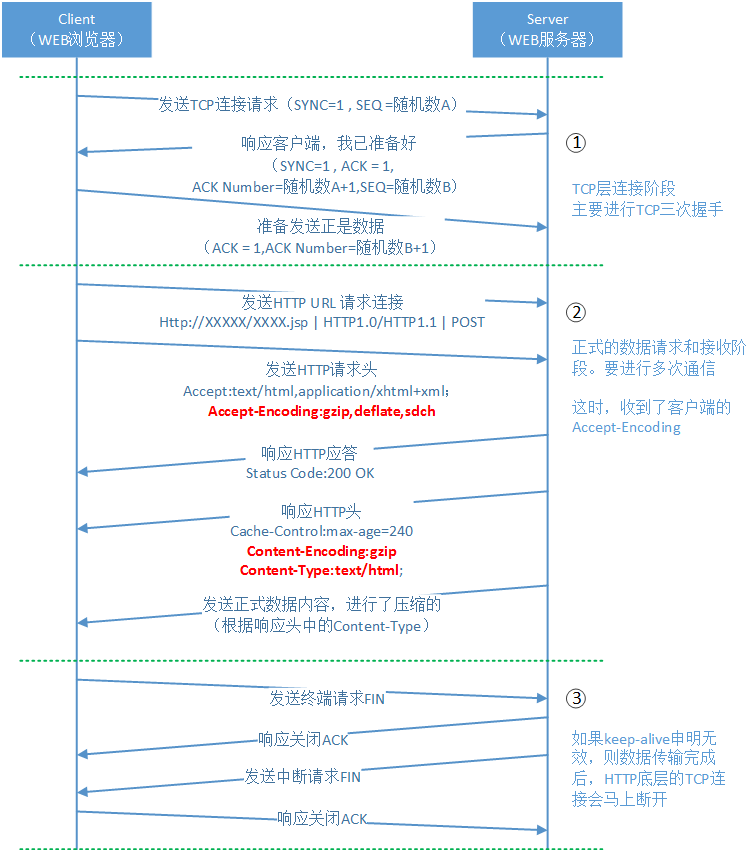 Client
（WEB浏览器）
Server
（WEB服务器）
发送TCP连接请求（SYNC=1 , SEQ =随机数A）
响应客户端，我已准备好
（SYNC=1 , ACK = 1,
ACK Number=随机数A+1,SEQ=随机数B）
准备发送正是数据
（ACK = 1,ACK Number=随机数B+1）
①
TCP层连接阶段
主要进行TCP三次握手
发送HTTP URL 请求连接
Http://XXXXX/XXXX.jsp | HTTP1.0/HTTP1.1 | POST
发送HTTP请求头
Accept:text/html,application/xhtml+xml；
Accept-Encoding:gzip,deflate,sdch
响应HTTP应答
Status Code:200 OK
响应HTTP头
Cache-Control:max-age=240
Content-Encoding:gzip
Content-Type:text/html;
发送正式数据内容，进行了压缩的
（根据响应头中的Content-Type）
②
正式的数据请求和接收阶
段。要进行多次通信
这时，收到了客户端的
Accept-Encoding
发送终端请求FIN
响应关闭ACK
发送中断请求FIN
响应关闭ACK
③
如果keep-alive申明无
效，则数据传输完成
后，HTTP底层的TCP连
接会马上断开